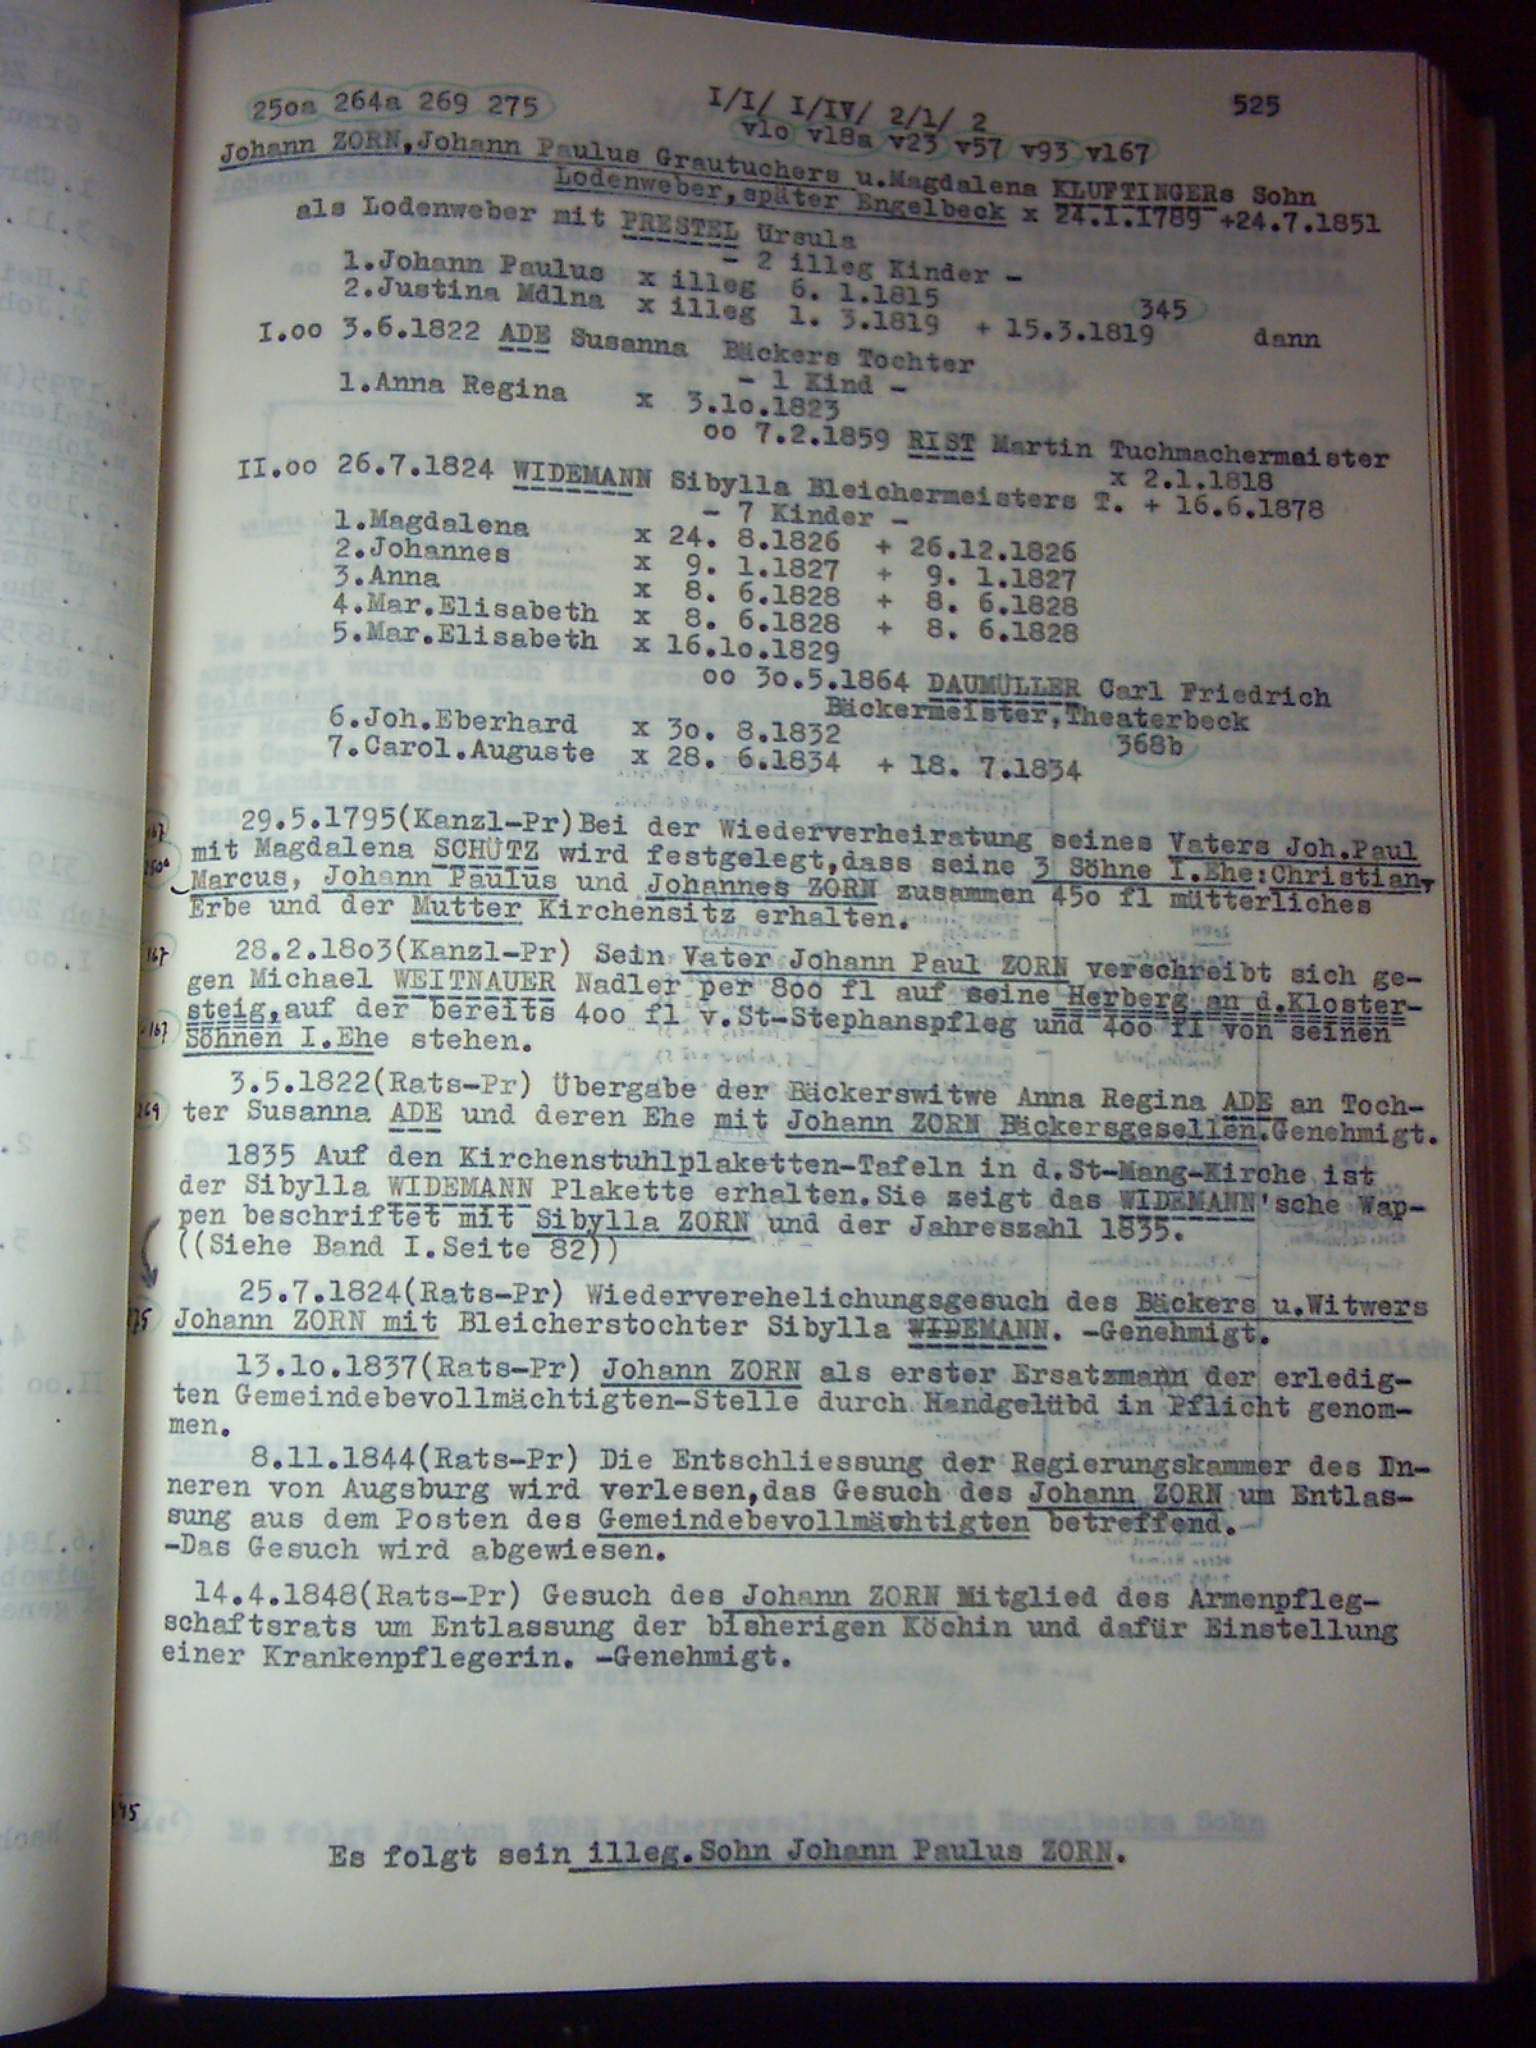 250a 264a 269 275 I/I/ I/IV/ 2/1/ 2 525
v10 v18a v23 v57 v93 v167
Johann ZORN,Johann Paulus Grautuchers u.Magdalena KLUFTINGERs Sohn
Lodenweber,später Engelbeck x 24.I.1789 +24.7.1851
als Lodenweber mit PRESTEL Ursula
- 2 illeg Kinder -
1.Johann Paulus x illeg 6. 1.1815 345
2.Justina Mdlna x illeg 1. 3.1819 + 15.3.1819 dann
I.oo 3.6.1822 ADE Susanna Bäckers Tochter
- 1 Kind -
1.Anna Regina x 3.10.1823
oo 7.2.1859 RIST Martin Tuchmachermeister
x 2.1.1818
II.oo 26.7.1824 WIDEMANN Sibylla Bleichermeisters T. + 16.6.1878
- 7 Kinder -
1.Magdalena x 24. 8.1826 + 26.12.1826
2.Johannes x 9. 1.1827 + 9. 1.1827
3.Anna x 8. 6.1828 + 8. 6.1828
4.Mar.Elisabeth x 8. 6.1828 + 8. 6.1828
5.Mar.Elisabeth x 16.10.1829
oo 30.5.1864 DAUMÜLLER Carl Friedrich
Bäckermeister,Theaterbeck
6.Joh.Eberhard x 30. 8.1832 368b
7.Carol.Auguste x 28. 6.1834 + 18. 7.1834
29.5.1795(Kanzl-Pr)Bei der Wiederverheiratung seines Vaters Joh.Paul
mit Magdalena SCHÜTZ wird festgelegt,dass seine 3 Söhne I.Ehe:Christian,
Marcus, Johann Paulus und Johannes ZORN zusammen 450 fl mütterliches
Erbe und der Mutter Kirchensitz erhalten.
28.2.1803(Kanzl-Pr) Sein Vater Johann Paul ZORN verschreibt sich ge-
gen Michael WEITNAUER Nadler per 800 fl auf seine Herberg an d.Kloster-
steig,auf der bereits 400 fl v.St-Stephanspfleg und 400 fl von seinen
Söhnen I.Ehe stehen.
3.5.1822(Rats-Pr) Übergabe der Bäckerswitwe Anna Regina ADE an Toch-
ter Susanna ADE und deren Ehe mit Johann ZORN Bäckersgesellen.Genehmigt.
1835 Auf den Kirchenstuhlplaketten-Tafeln in d.St-Mang-Kirche ist
der Sibylla WIDEMANN Plakette erhalten.Sie zeigt das WIDEMANN'sche Wap-
pen beschriftet mit Sibylla ZORN und der Jahreszahl 1835.
((Siehe Band I.Seite 82))
25.7.1824(Rats-Pr) Wiederverehelichungsgesuch des Bäckers u.Witwers
Johann ZORN mit Bleicherstochter Sibylla WIDEMANN. -Genehmigt.
13.10.1837(Rats-Pr) Johann ZORN als erster Ersatzmann der erledig-
ten Gemeindebevollmächtigten-Stelle durch Handgelübd in Pflicht genom-
men.
8.11.1844(Rats-Pr) Die Entschliessung der Regierungskammer des In-
neren von Augsburg wird verlesen,das Gesuch des Johann ZORN um Entlas-
sung aus dem Posten des Gemeindebevollmächtigten betreffend.
-Das Gesuch wird abgewiesen.
14.4.1848(Rats-Pr) Gesuch des Johann ZORN Mitglied des Armenpfleg-
schaftsrats um Entlassung der bisherigen Köchin und dafür Einstellung
einer Krankenpflegerin. -Genehmigt.
Es folgt sein illeg.Sohn Johann Paulus ZORN.